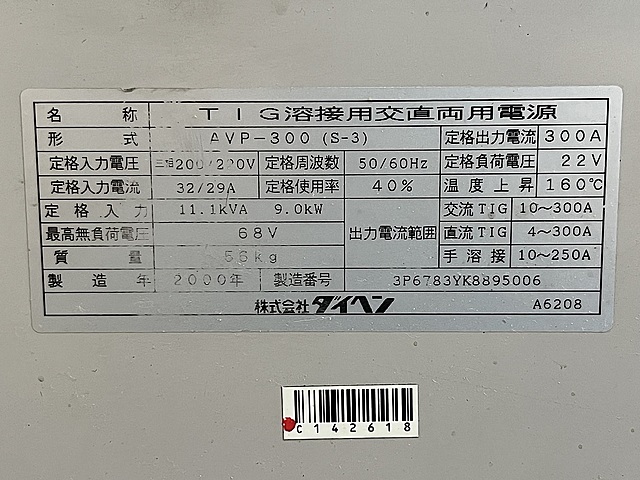 名称 TIG溶接用交直両用電源
形式 AVP-300 (S-3) 定格出力電流 300A
定格入力電圧 三相200/220V 定格周波数 50/60Hz 定格負荷電圧 22V
定格入力電流 32/29A 定格使用率 40% 温度上昇 160℃
定格入力 11.1kVA 9.0kW 出力電流範囲 交流TIG 10～300A
最高無負荷電圧 68V 直流TIG 4～300A
質量 56kg 手溶接 10～250A
製造年 2000年 製造番号 3P6783YK8895006
株式会社ダイヘン A6208
C142618